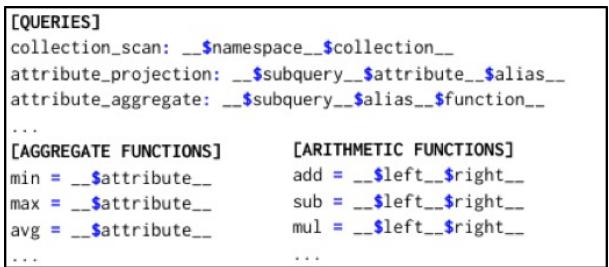 [QUERIES]
collection_scan: __$namespace__$collection__
attribute_projection: __$subquery__$attribute__$alias__
attribute_aggregate: __$subquery__$alias__$function__
...
[AGGREGATE FUNCTIONS]
min = __$attribute__
max = __$attribute__
avg = __$attribute__
...
[ARITHMETIC FUNCTIONS]
add = __$left__$right__
sub = __$left__$right__
mul = __$left__$right__
...